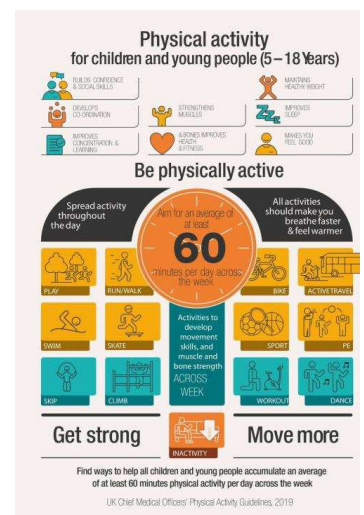 Physical activity
for children and young people (5–18 Years)
BUILDS CONFIDENCE
& SOCIAL SKILLS
MAINTAINS
HEALTHY WEIGHT
DEVELOPS
CO-ORDINATION
STRENGTHENS
MUSCLES
IMPROVES
SLEEP
IMPROVES
CONCENTRATION &
LEARNING
& BONES IMPROVES
HEALTH
& FITNESS
MAKES YOU
FEEL GOOD
Be physically active
Spread activity
throughout
the day
Aim for an average of
at least
60
minutes per day across
the week
All activities
should make you
breathe faster
& feel warmer
PLAY
RUN/WALK
BIKE
ACTIVE TRAVEL
SWIM
SKATE
Activities to
develop
movement
skills, and
muscle and
bone strength
ACROSS
WEEK
SPORT
PE
SKIP
CLIMB
WORKOUT
DANCE
Get strong
INACTIVITY
Move more
Find ways to help all children and young people accumulate an average
of at least 60 minutes physical activity per day across the week
UK Chief Medical Officers' Physical Activity Guidelines, 2019